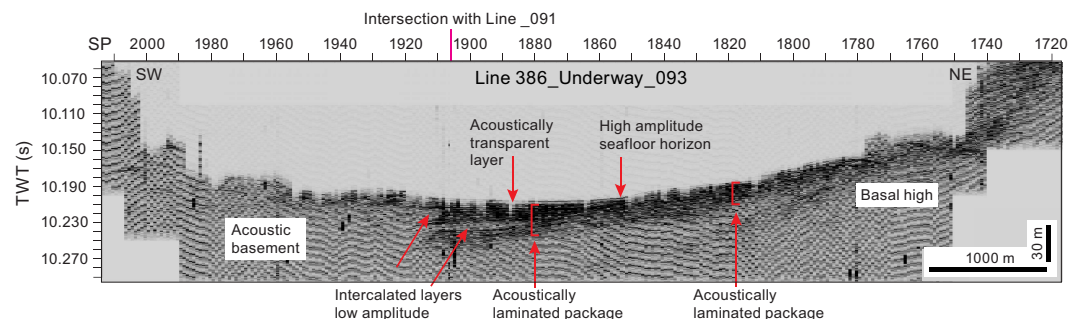 Intersection with Line _091
SP 2000 1980 1960 1940 1920 1900 1880 1860 1840 1820 1800 1780 1760 1740 1720
SW
Line 386_Underway_093
NE
TWT (s)
10.070
10.110
10.150
10.190
10.230
10.270
Acoustically
transparent
layer
High amplitude
seafloor horizon
Basal high
Acoustic
basement
30 m
1000 m
Intercalated layers
low amplitude
Acoustically
laminated package
Acoustically
laminated package